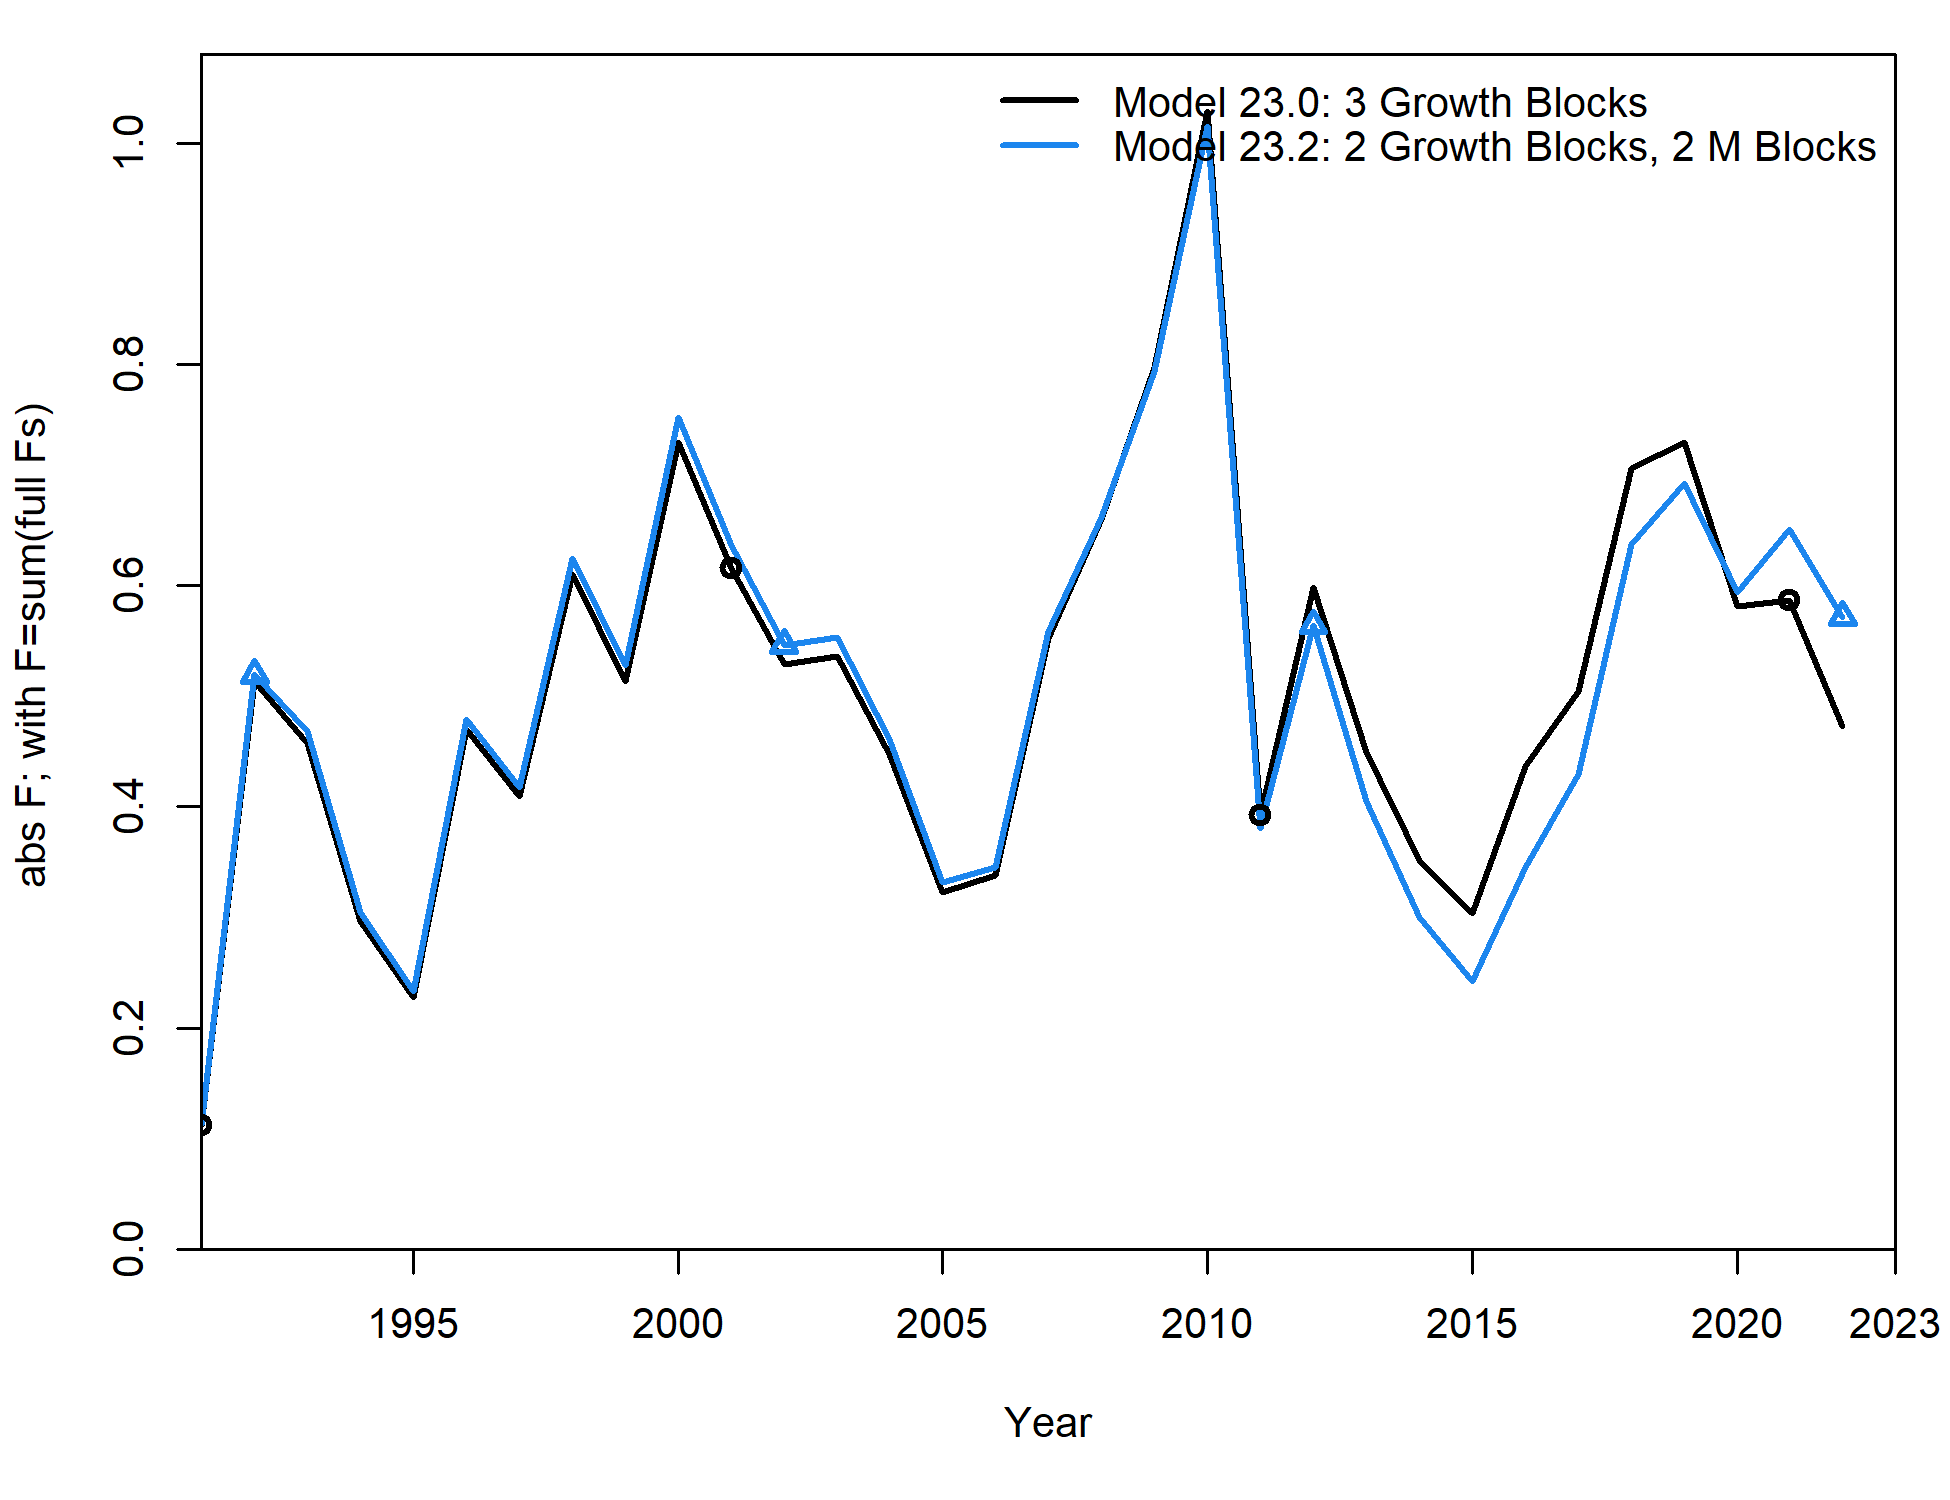 Model 23.0: 3 Growth Blocks
Model 23.2: 2 Growth Blocks, 2 M Blocks
abs F; with F=sum(full Fs)
1.0
0.8
0.6
0.4
0.2
0.0
1995 2000 2005 2010 2015 2020 2023
Year